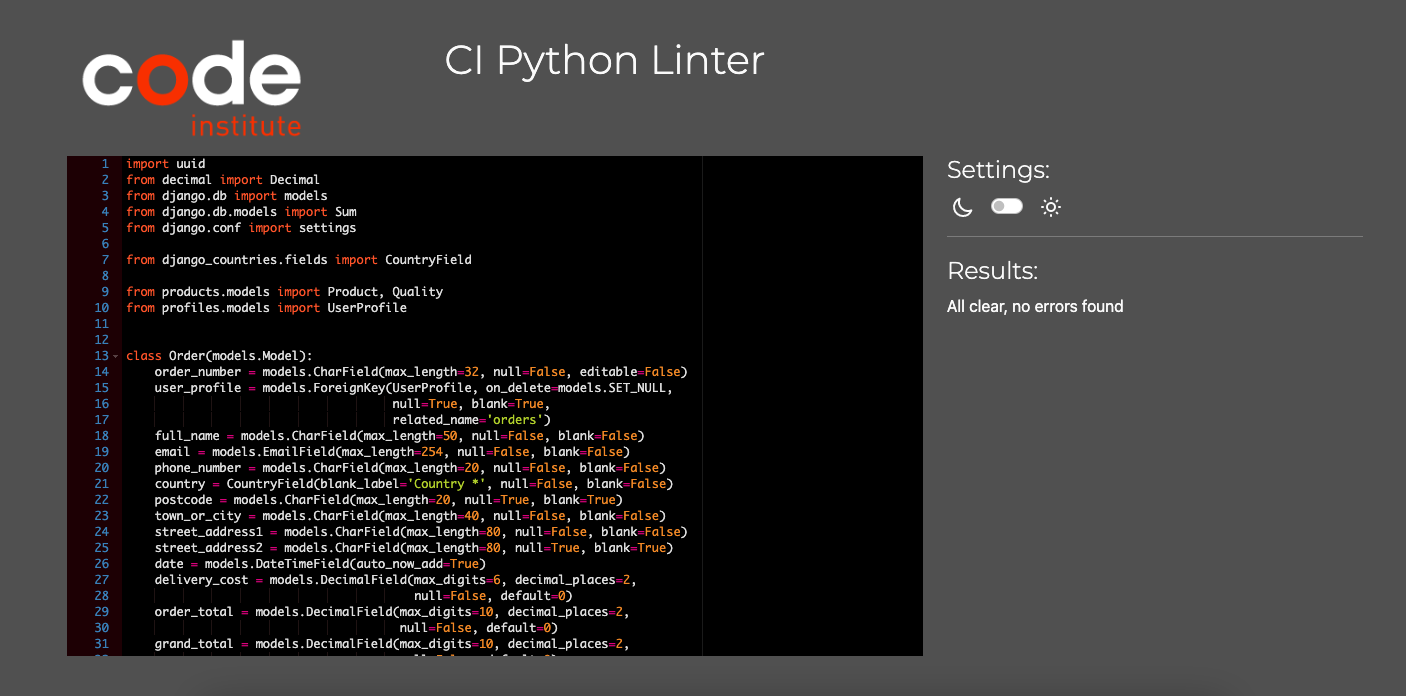 code
institute
CI Python Linter
1 import uuid
2 from decimal import Decimal
3 from django.db import models
4 from django.db.models import Sum
5 from django.conf import settings
6
7 from django_countries.fields import CountryField
8
9 from products.models import Product, Quality
10 from profiles.models import UserProfile
11
12
13 class Order(models.Model):
14 order_number = models.CharField(max_length=32, null=False, editable=False)
15 user_profile = models.ForeignKey(UserProfile, on_delete=models.SET_NULL,
16 null=True, blank=True,
17 related_name='orders')
18 full_name = models.CharField(max_length=50, null=False, blank=False)
19 email = models.EmailField(max_length=254, null=False, blank=False)
20 phone_number = models.CharField(max_length=20, null=False, blank=False)
21 country = CountryField(blank_label='Country *', null=False, blank=False)
22 postcode = models.CharField(max_length=20, null=True, blank=True)
23 town_or_city = models.CharField(max_length=40, null=False, blank=False)
24 street_address1 = models.CharField(max_length=80, null=False, blank=False)
25 street_address2 = models.CharField(max_length=80, null=True, blank=True)
26 date = models.DateTimeField(auto_now_add=True)
27 delivery_cost = models.DecimalField(max_digits=6, decimal_places=2,
28 null=False, default=0)
29 order_total = models.DecimalField(max_digits=10, decimal_places=2,
30 null=False, default=0)
31 grand_total = models.DecimalField(max_digits=10, decimal_places=2,
Settings:
Results:
All clear, no errors found